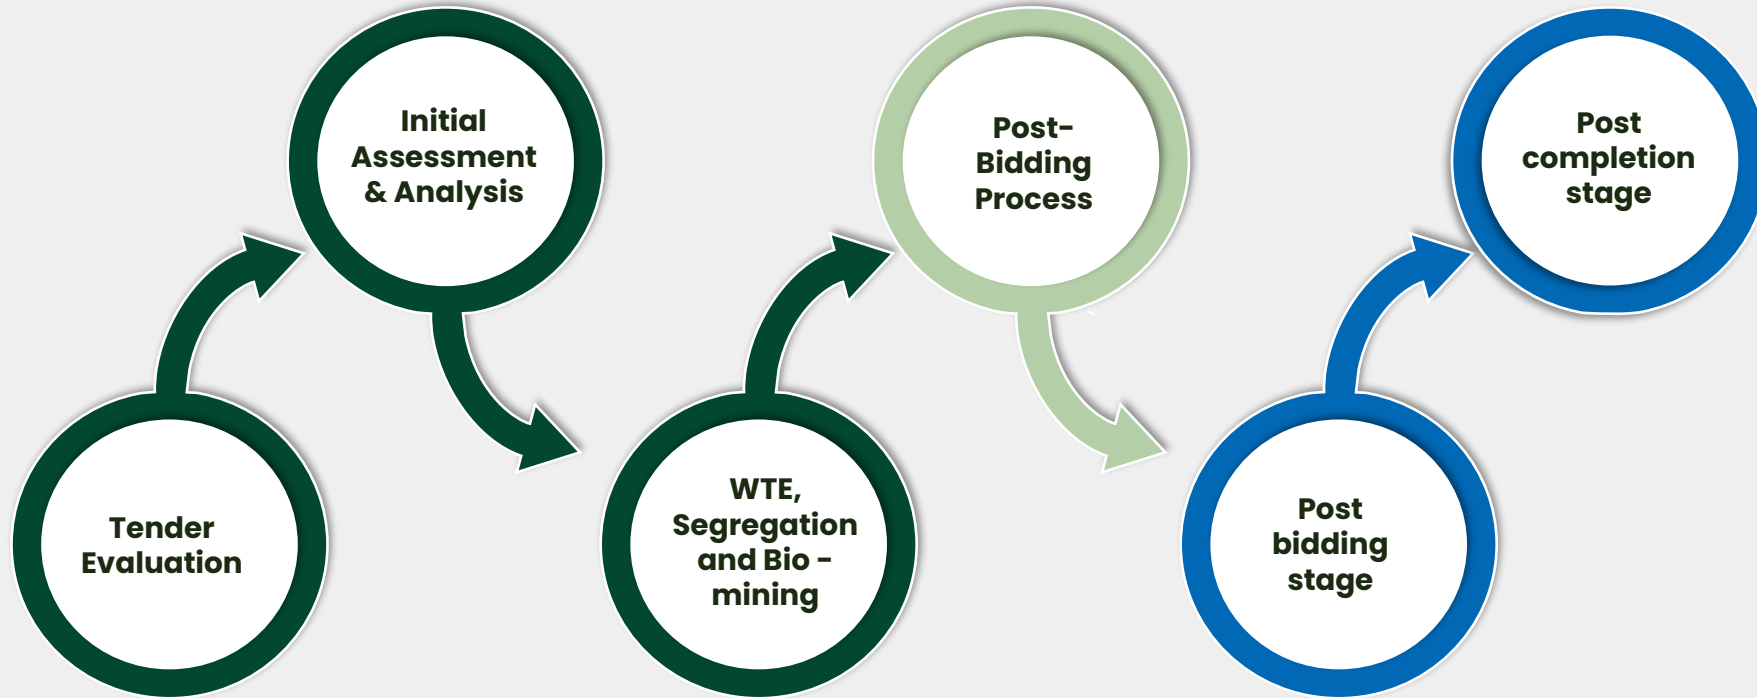 Tender
Evaluation
Initial
Assessment
& Analysis
WTE,
Segregation
and Bio -
mining
Post-
Bidding
Process
Post
bidding
stage
Post
completion
stage